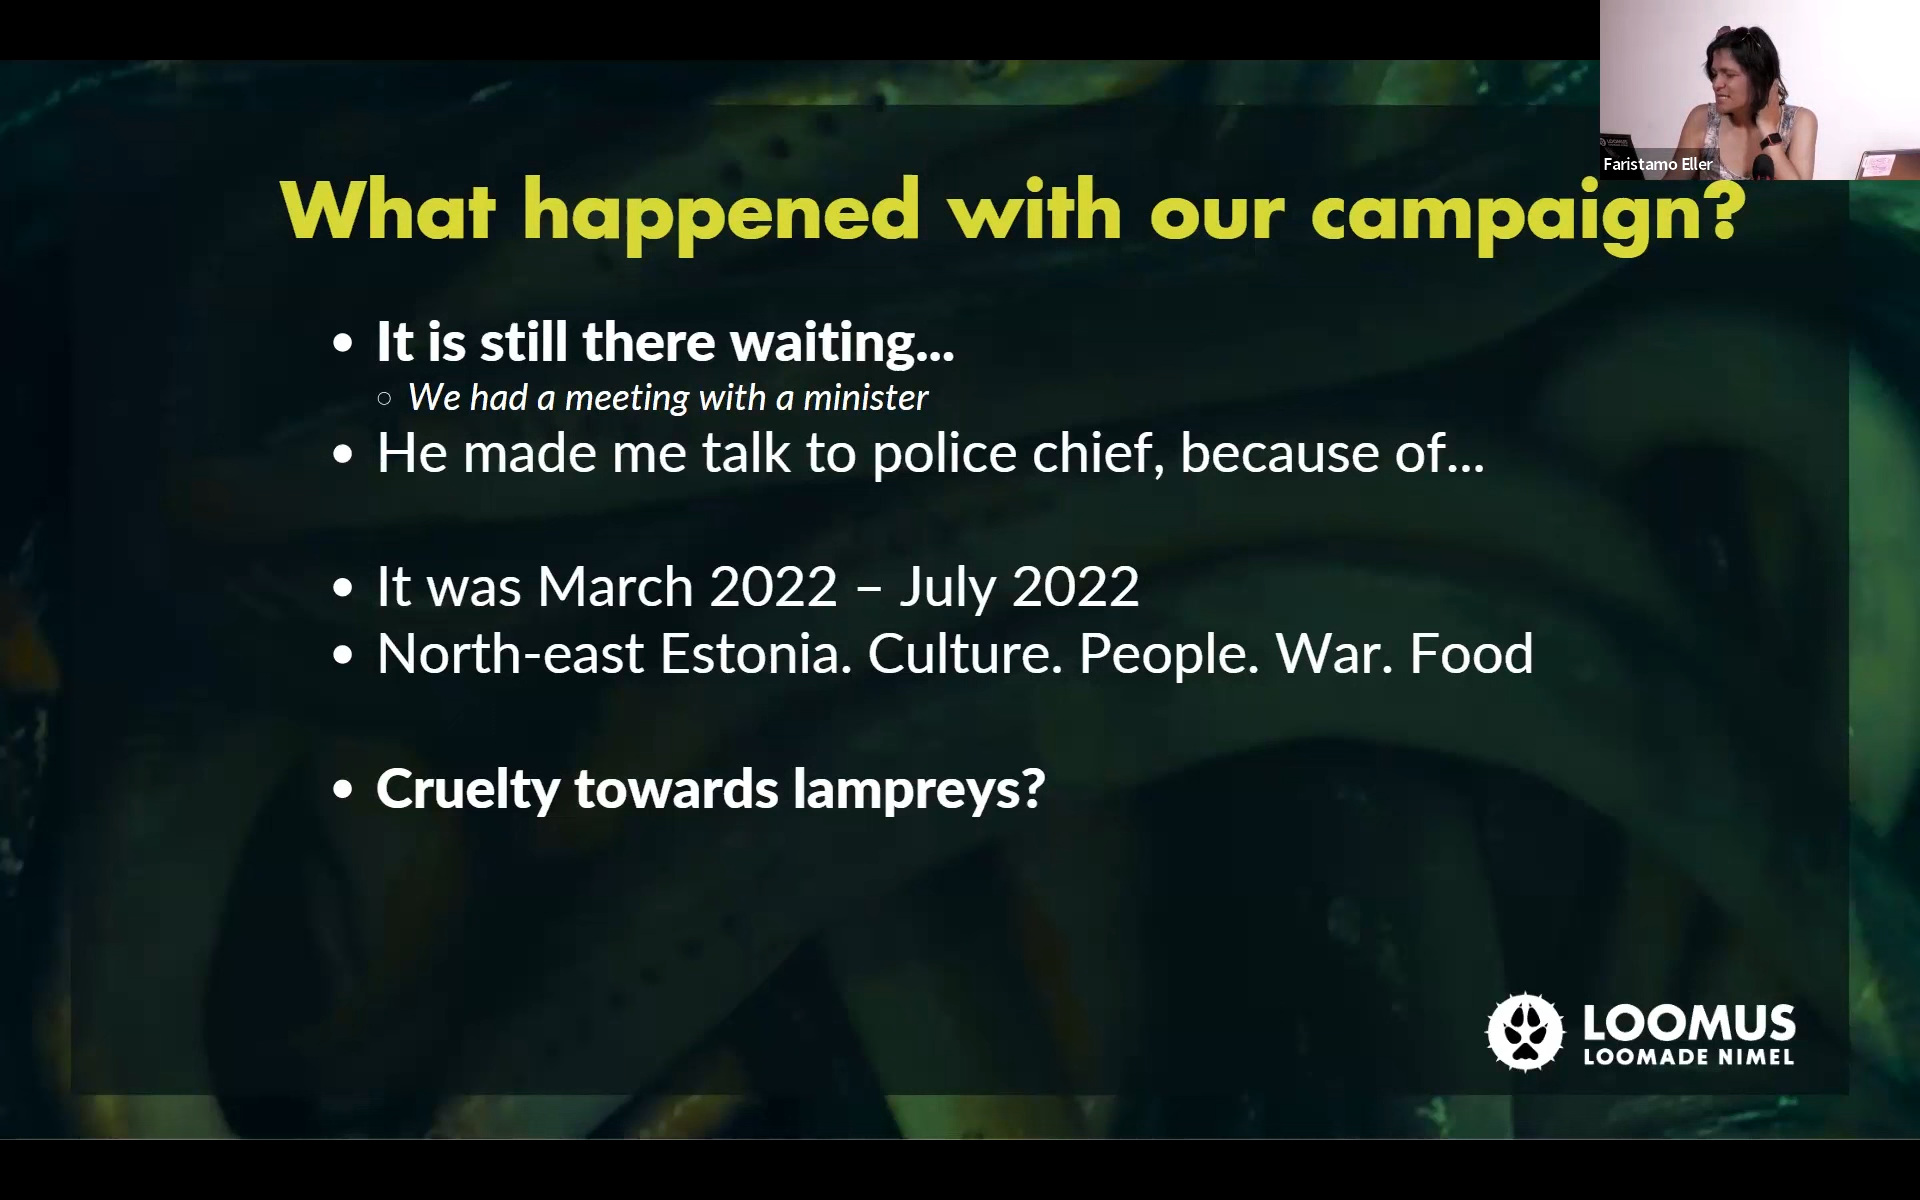 Faristamo Eller
What happened with our campaign?
• It is still there waiting...
○ We had a meeting with a minister
• He made me talk to police chief, because of...
• It was March 2022 – July 2022
• North-east Estonia. Culture. People. War. Food
• Cruelty towards lampreys?
LOOMUS
LOOMADE NIMEL